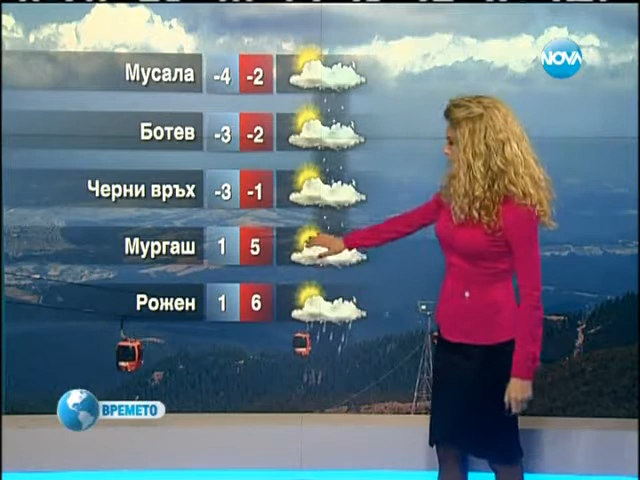 NOVA
Мусала -4 -2
Ботев -3 -2
Черни връх -3 -1
Мургаш 1 5
Рожен 1 6
ВРЕМЕТО